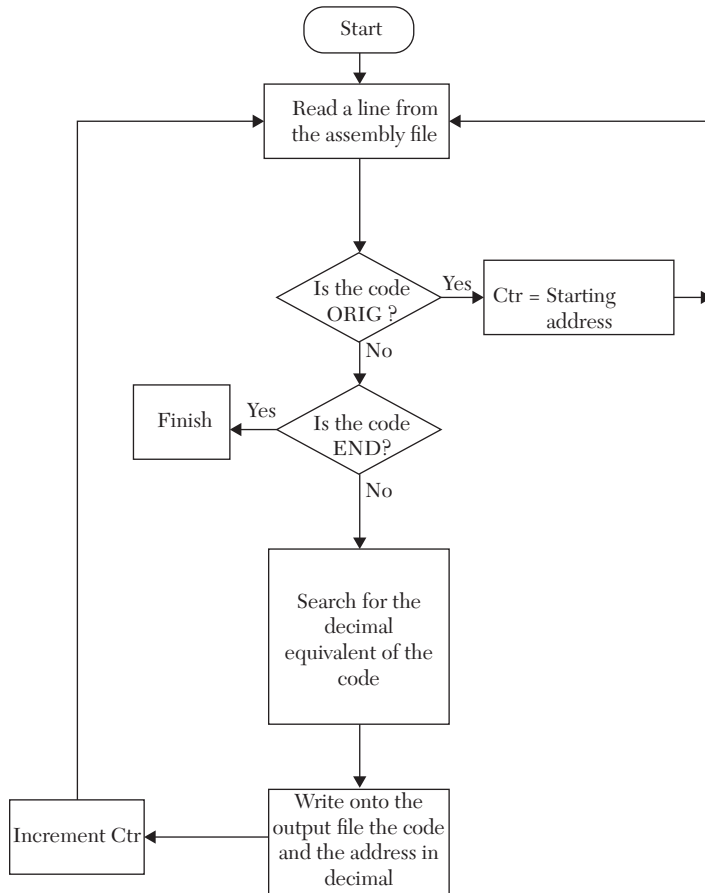 Start
Read a line from
the assembly file
Is the code
ORIG ?
Yes
Ctr = Starting
address
No
Finish
Yes
Is the code
END?
No
Search for the
decimal
equivalent of the
code
Increment Ctr
Write onto the
output file the code
and the address in
decimal